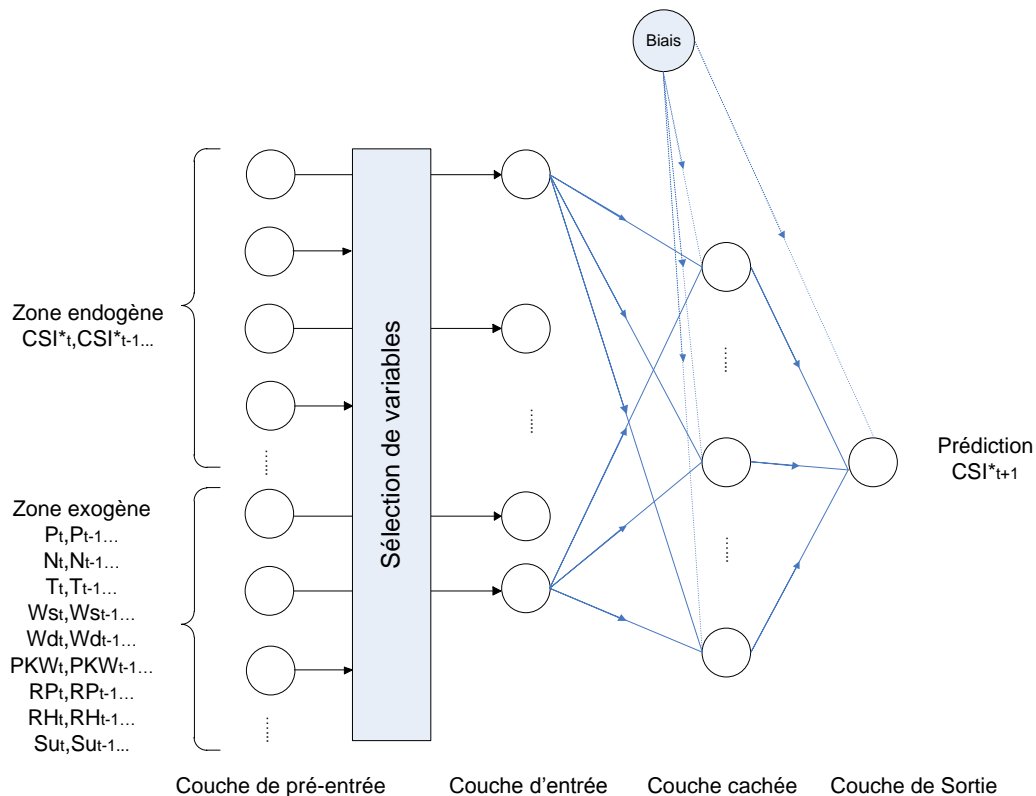 Biais
Zone endogène
CSI*t,CSI*t-1...
Sélection de variables
Zone exogène
Pt,Pt-1...
Nt,Nt-1...
Tt,Tt-1...
Wst,Wst-1...
Wdt,Wdt-1...
PKWt,PKWt-1...
RPt,RPt-1...
RHt,RHt-1...
Sut,Sut-1...
Prédiction
CSI*t+1
Couche de pré-entrée
Couche d'entrée
Couche cachée
Couche de Sortie